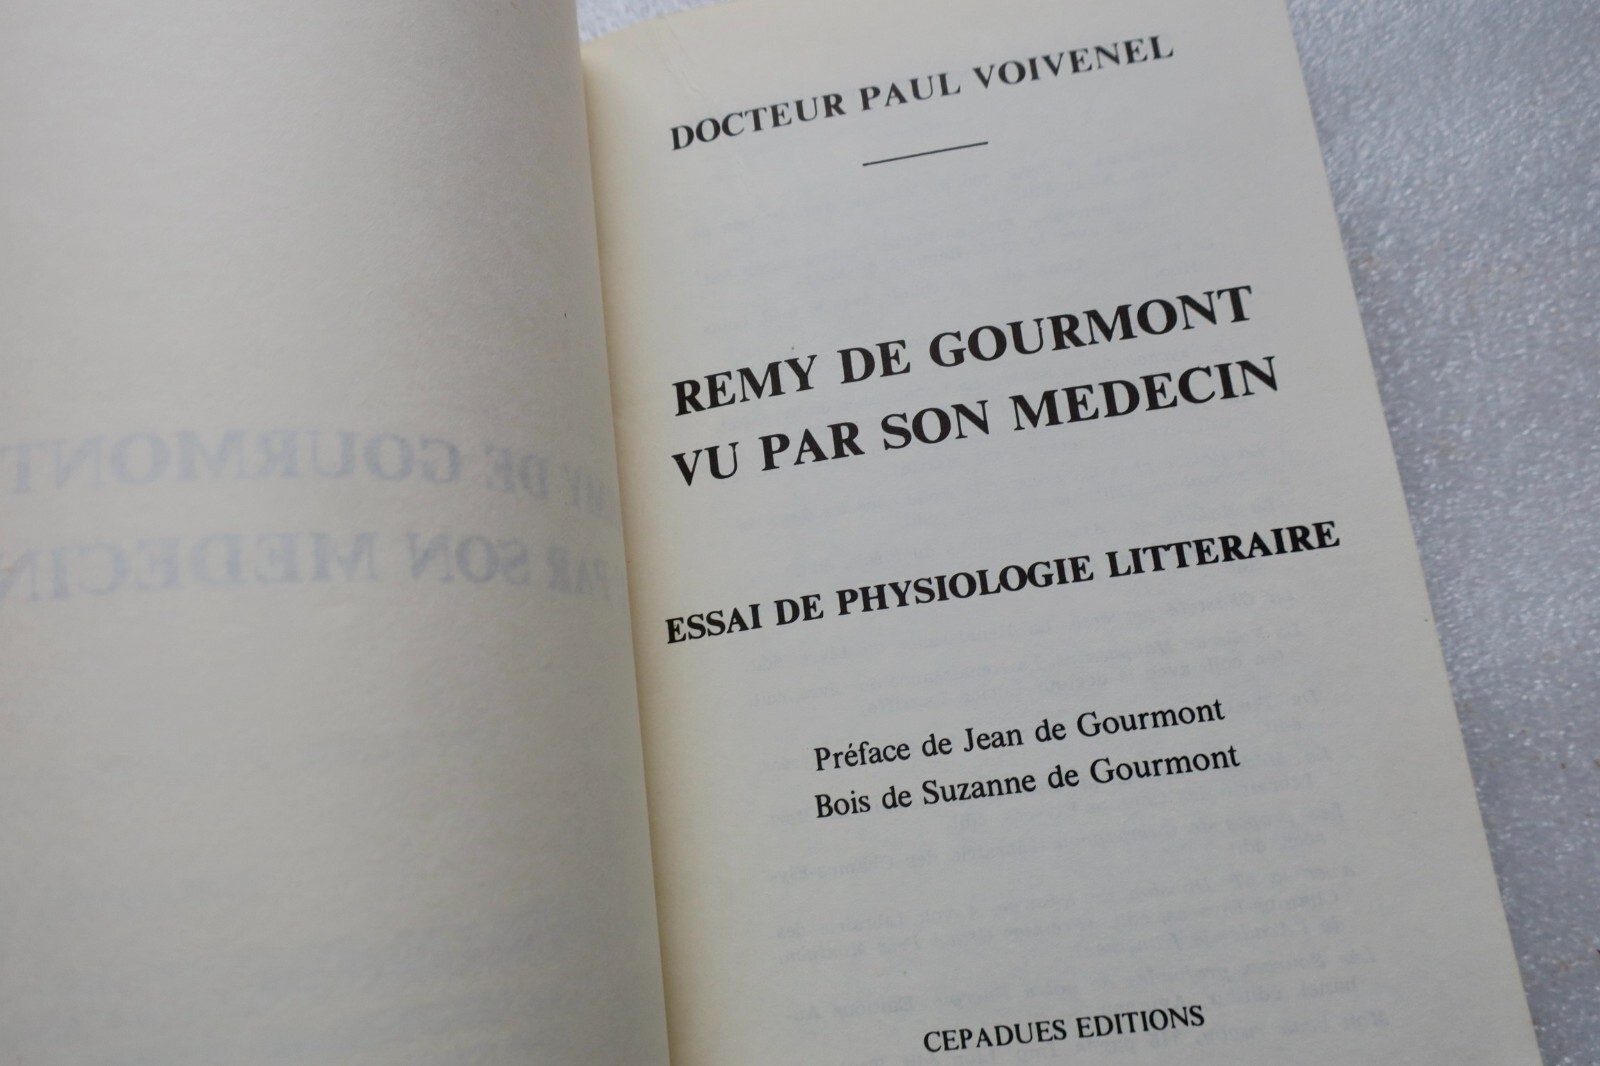 DOCTEUR PAUL VOIVENEL
REMY DE GOURMONT
VU PAR SON MEDECIN
ESSAI DE PHYSIOLOGIE LITTERAIRE
Préface de Jean de Gourmont
Bois de Suzanne de Gourmont
CEPADUES EDITIONS